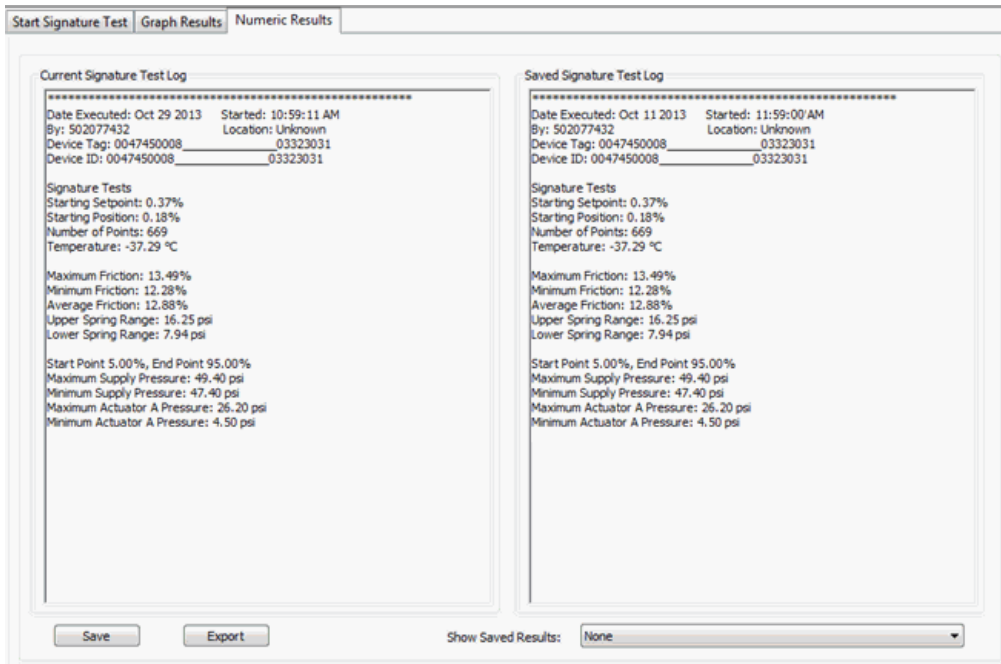 Start Signature Test
Graph Results
Numeric Results
Current Signature Test Log
*******************************************************
Date Executed: Oct 29 2013 Started: 10:59:11 AM
By: 502077432 Location: Unknown
Device Tag: 0047450008_______________03323031
Device ID: 0047450008_______________03323031
Signature Tests
Starting Setpoint: 0.37%
Starting Position: 0.18%
Number of Points: 669
Temperature: -37.29 ºC
Maximum Friction: 13.49%
Minimum Friction: 12.28%
Average Friction: 12.88%
Upper Spring Range: 16.25 psi
Lower Spring Range: 7.94 psi
Start Point 5.00%, End Point 95.00%
Maximum Supply Pressure: 49.40 psi
Minimum Supply Pressure: 47.40 psi
Maximum Actuator A Pressure: 26.20 psi
Minimum Actuator A Pressure: 4.50 psi
Saved Signature Test Log
*******************************************************
Date Executed: Oct 11 2013 Started: 11:59:00'AM
By: 502077432 Location: Unknown
Device Tag: 0047450008_______________03323031
Device ID: 0047450008_______________03323031
Signature Tests
Starting Setpoint: 0.37%
Starting Position: 0.18%
Number of Points: 669
Temperature: -37.29 ºC
Maximum Friction: 13.49%
Minimum Friction: 12.28%
Average Friction: 12.88%
Upper Spring Range: 16.25 psi
Lower Spring Range: 7.94 psi
Start Point 5.00%, End Point 95.00%
Maximum Supply Pressure: 49.40 psi
Minimum Supply Pressure: 47.40 psi
Maximum Actuator A Pressure: 26.20 psi
Minimum Actuator A Pressure: 4.50 psi
Save
Export
Show Saved Results: None